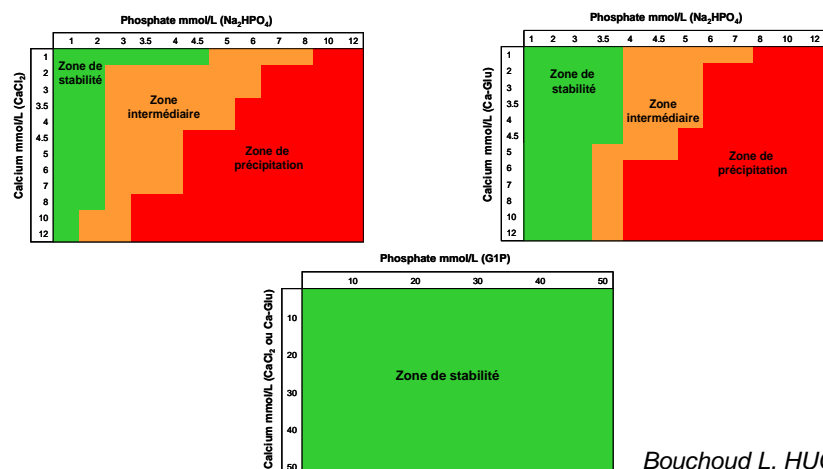 Phosphate mmol/L (Na₂HPO₄)
1 2 3 3.5 4 4.5 5 6 8 10 12
Calcium mmol/L (CaCl₂)
1
2
3
3.5
4
4.5
5
6
7
8
10
12
Zone de
stabilité
Zone
intermédiaire
Zone de
précipitation
Phosphate mmol/L (Na₂HPO₄)
1 2 3 3.5 4 4.5 5 7 8 10 12
Calcium mmol/L (Ca-Glu)
1
2
3
3.5
4
4.5
5
6
7
8
10
12
Zone de
stabilité
Zone
intermédiaire
Zone de
précipitation
Phosphate mmol/L (G1P)
10 20 30 40 50
Calcium mmol/L (CaCl₂ ou Ca-Glu)
10
20
30
40
50
Zone de stabilité
Bouchoud L, HUG